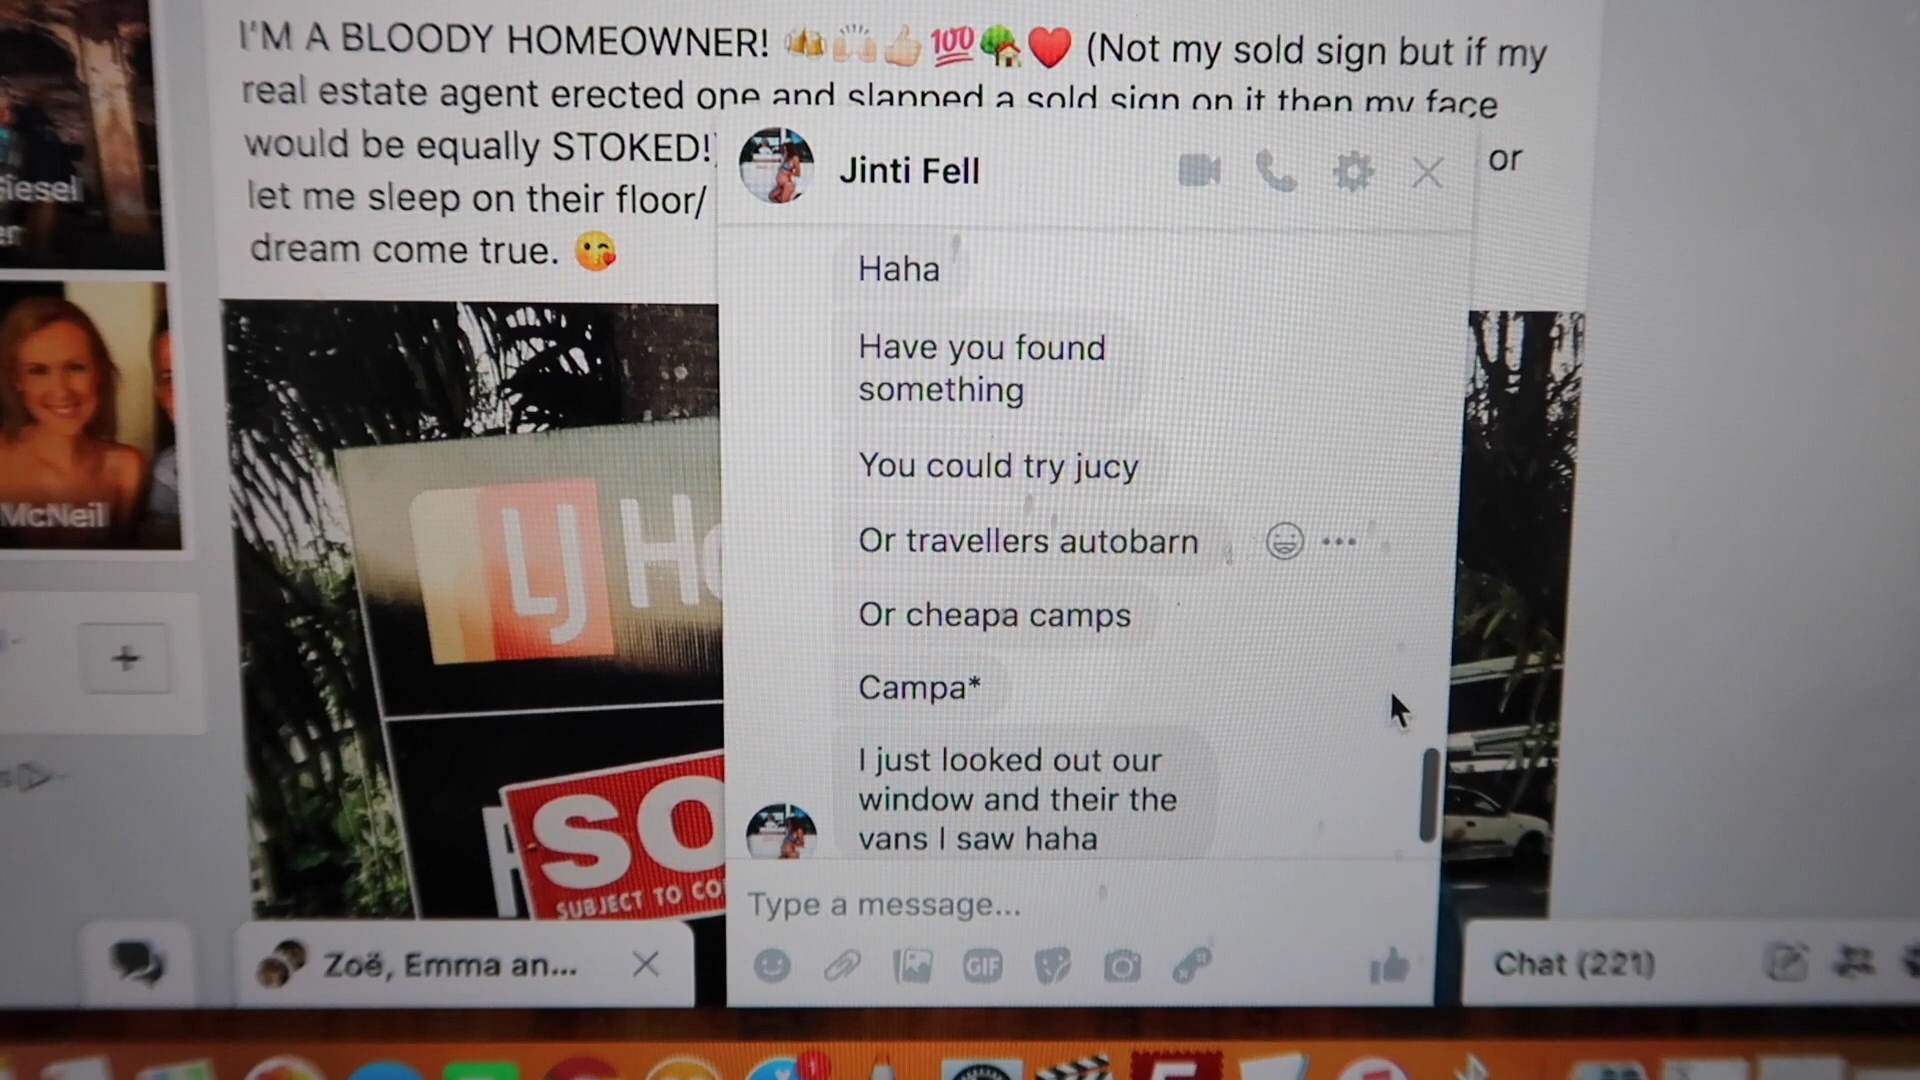 I'M A BLOODY HOMEOWNER! 💯 (Not my sold sign but if my
real estate agent erected one and slapped a sold sign on it then my face
would be equally STOKED! or
let me sleep on their floor/
dream come true. 😘
Jinti Fell
Haha
Have you found
something
You could try jucy
Or travellers autobarn
Or cheapa camps
Campa*
I just looked out our
window and their the
vans I saw haha
Type a message...
GIF
McNeil
LJ Ho
SO
SUBJECT TO CO
Zoë, Emma an...
Chat (221)